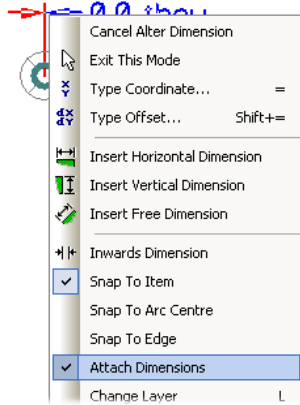 0.0 thou
Cancel Alter Dimension
Exit This Mode
Type Coordinate... =
Type Offset... Shift+=
Insert Horizontal Dimension
Insert Vertical Dimension
Insert Free Dimension
Inwards Dimension
Snap To Item
Snap To Arc Centre
Snap To Edge
Attach Dimensions
Change Layer L